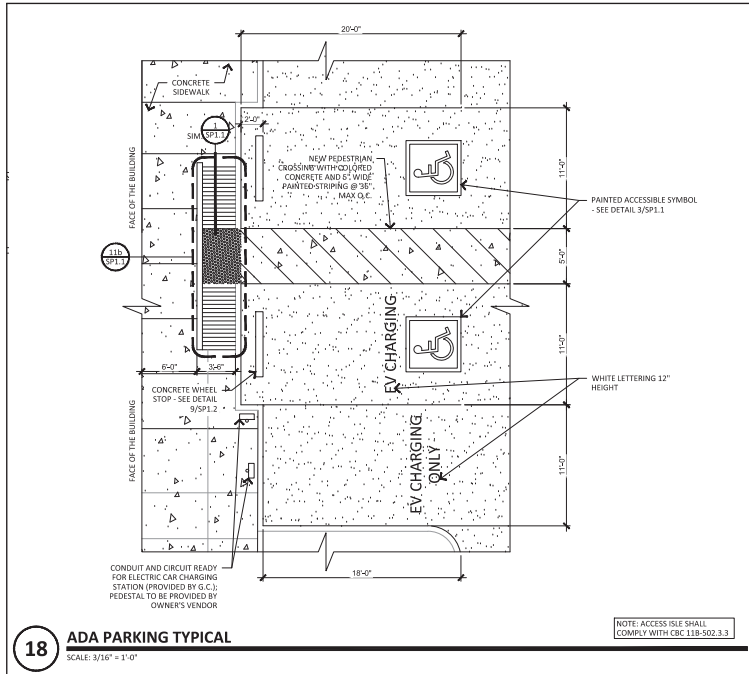 20'-0"
CONCRETE
SIDEWALK
1
SIM.
SP1.1
2'-0"
NEW PEDESTRIAN
CROSSING WITH COLORED
CONCRETE AND 6" WIDE
PAINTED STRIPING @ 36"
MAX O.C.
FACE OF THE BUILDING
11'-0"
PAINTED ACCESSIBLE SYMBOL
- SEE DETAIL 3/SP1.1
11b
SP1.1
5'-0"
EV CHARGING
11'-0"
6'-0"
3'-6"
CONCRETE WHEEL
STOP - SEE DETAIL
9/SP1.2
WHITE LETTERING 12"
HEIGHT
FACE OF THE BUILDING
EV CHARGING
ONLY
11'-0"
CONDUIT AND CIRCUIT READY
FOR ELECTRIC CAR CHARGING
STATION (PROVIDED BY G.C.);
PEDESTAL TO BE PROVIDED BY
OWNER'S VENDOR
18'-0"
18
ADA PARKING TYPICAL
SCALE: 3/16" = 1'-0"
NOTE: ACCESS ISLE SHALL
COMPLY WITH CBC 11B-502.3.3